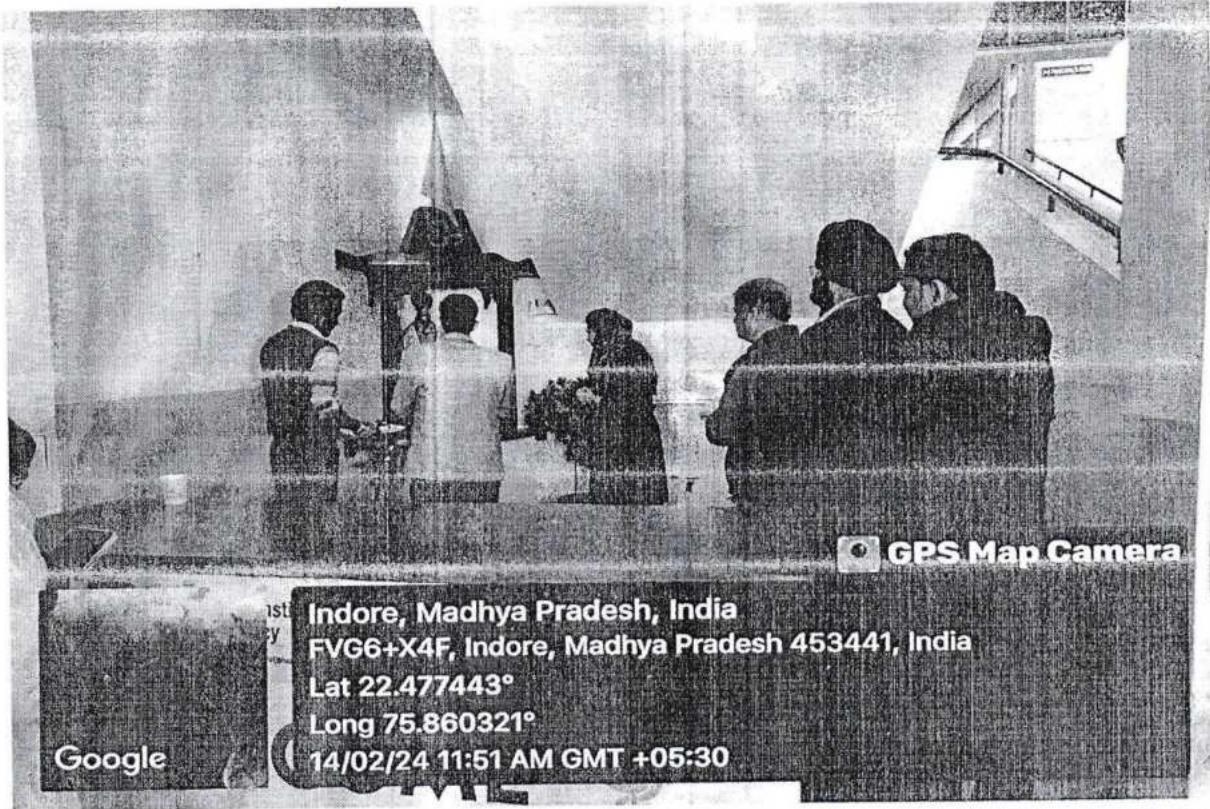 GPS Map Camera
Indore, Madhya Pradesh, India
FVG6+X4F, Indore, Madhya Pradesh 453441, India
Lat 22.477443°
Long 75.860321°
14/02/24 11:51 AM GMT +05:30
Google